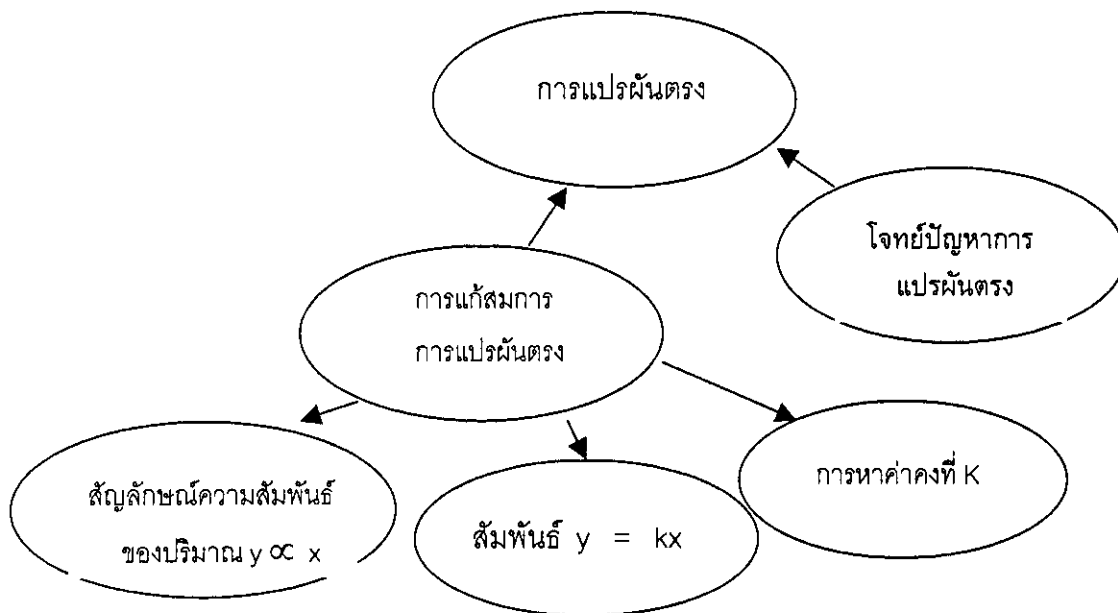 การแปรผันตรง
โจทย์ปัญหาการ
แปรผันตรง
การแก้สมการ
การแปรผันตรง
สัญลักษณ์ความสัมพันธ์
ของปริมาณ y ∝ x
สัมพันธ์ y = kx
การหาค่าคงที่ K